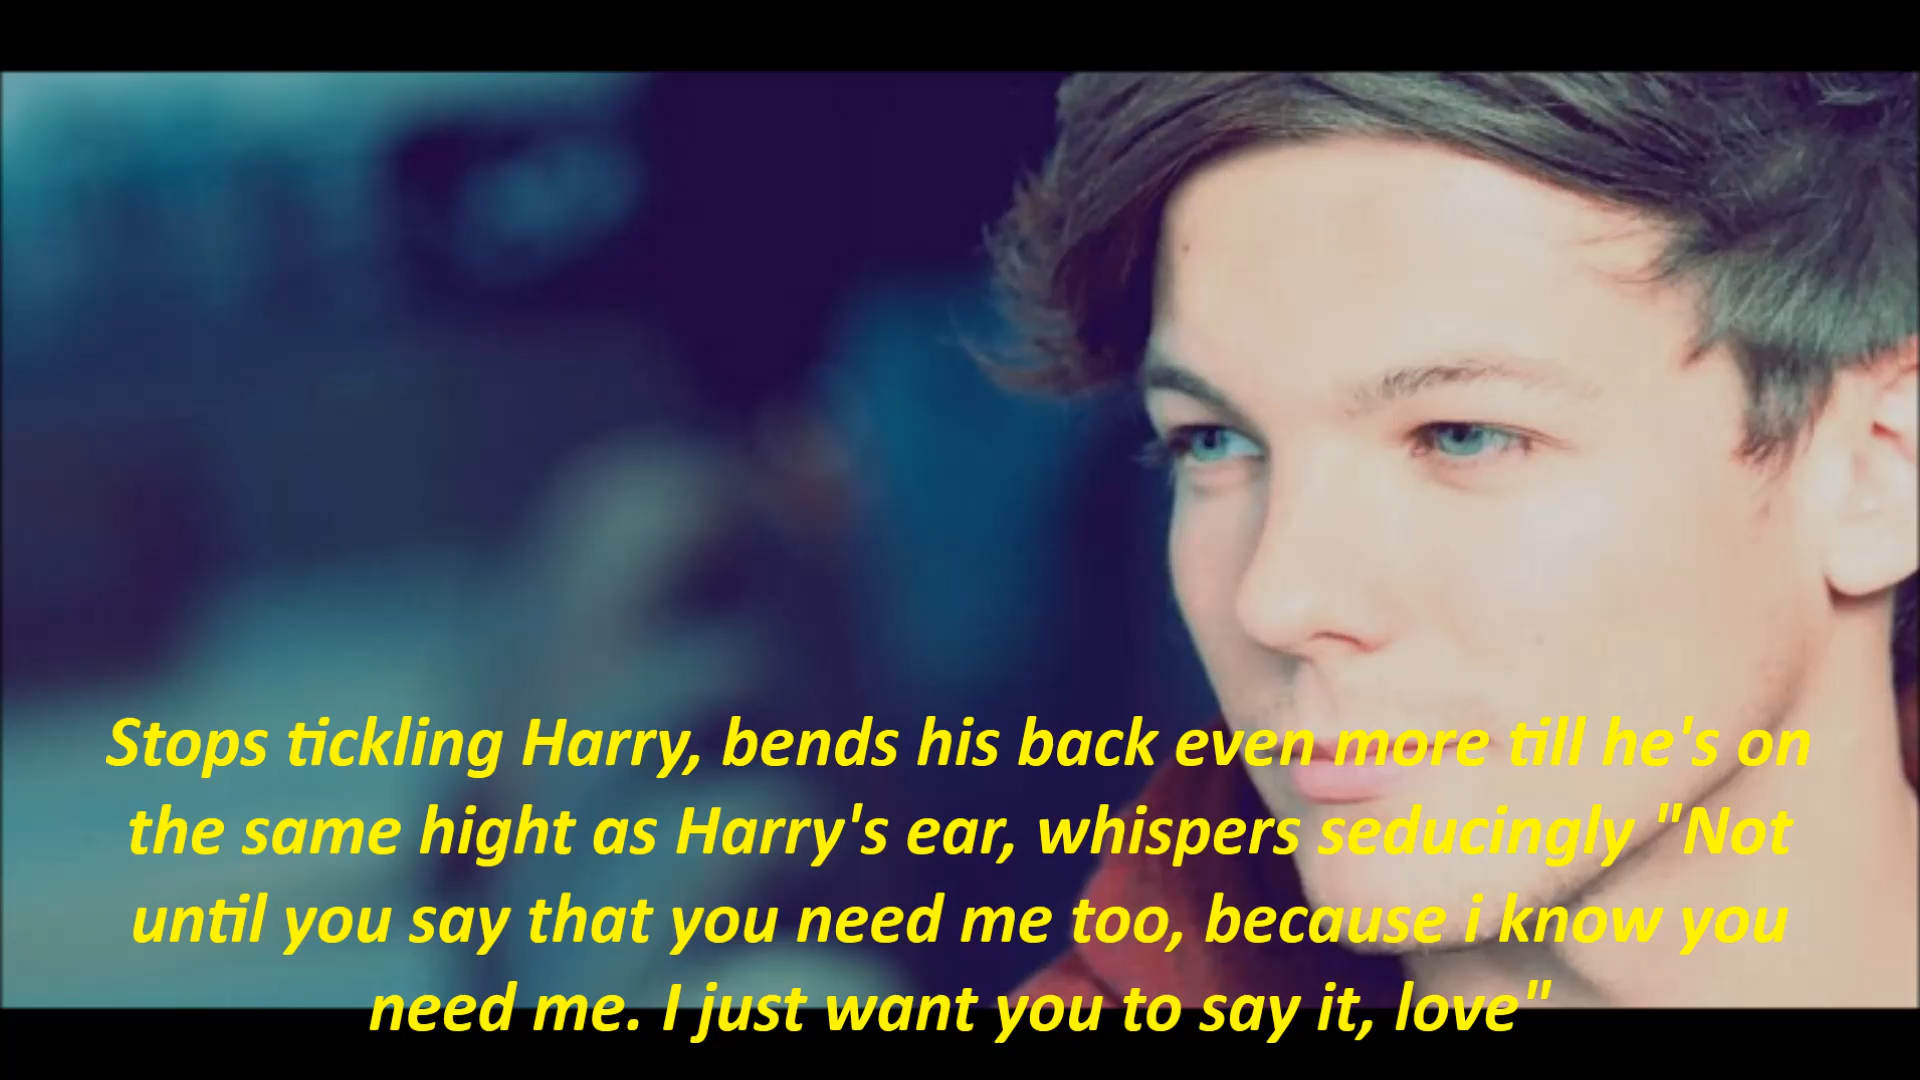 Stops tickling Harry, bends his back even more till he's on
the same hight as Harry's ear, whispers seducingly "Not
until you say that you need me too, because i know you
need me. I just want you to say it, love"